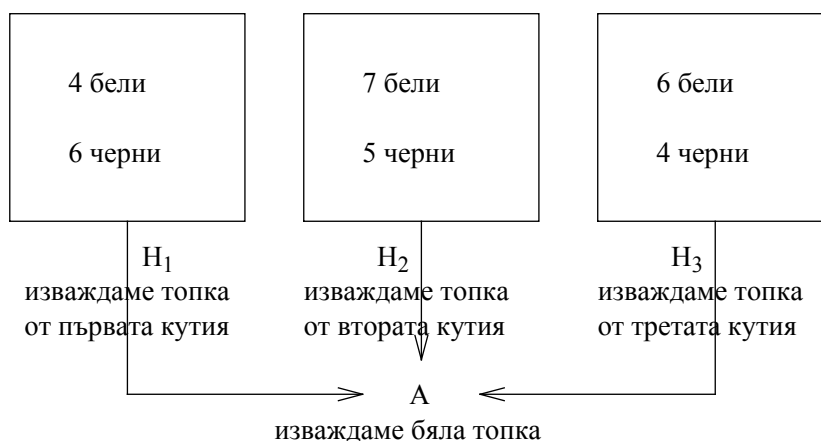 4 бели
6 черни
7 бели
5 черни
6 бели
4 черни
H1
изваждаме топка
от първата кутия
H2
изваждаме топка
от втората кутия
H3
изваждаме топка
от третата кутия
A
изваждаме бяла топка